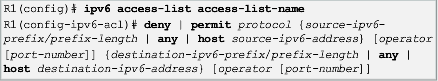 R1(config)# ipv6 access-list access-list-name
R1(config-ipv6-acl)# deny | permit protocol {source-ipv6-
prefix/prefix-length | any | host source-ipv6-address} [operator
[port-number]] {destination-ipv6-prefix/prefix-length | any |
host destination-ipv6-address} [operator [port-number]]